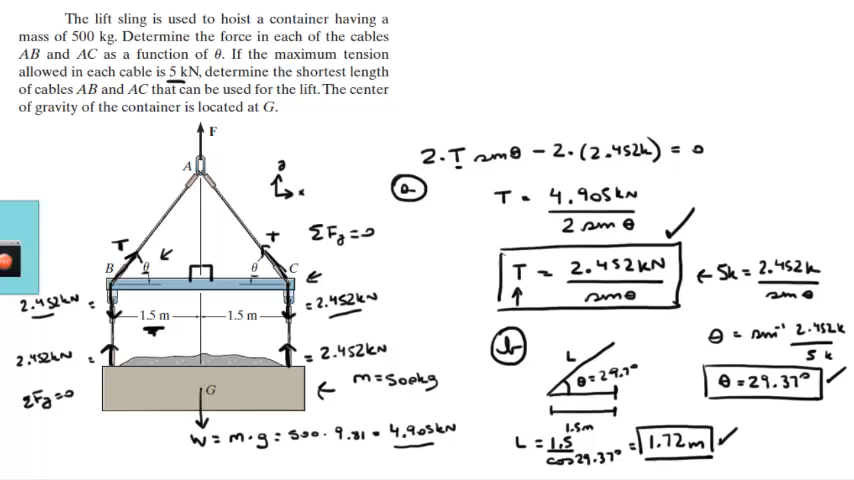 The lift sling is used to hoist a container having a
mass of 500 kg. Determine the force in each of the cables
AB and AC as a function of θ. If the maximum tension
allowed in each cable is 5 kN, determine the shortest length
of cables AB and AC that can be used for the lift. The center
of gravity of the container is located at G.
F
A
y
x
T
T
ΣFy=0
B
θ
θ
C
2.452kN =
= 2.452kN
1.5 m
1.5 m
2.452kN =
= 2.452kN
ΣFy=0
G
m=500kg
W = m·g = 500 · 9.81 = 4.905kN
2·T sinθ − 2·(2.452k) = 0
a
T = 4.905kN
2 sin θ
T = 2.452kN
sinθ
← 5k = 2.452k
sin θ
θ = sin⁻¹ 2.452k
5k
θ = 29.37°
b
L
θ=29.7°
1.5m
L = 1.5
cos29.37°
= 1.72m